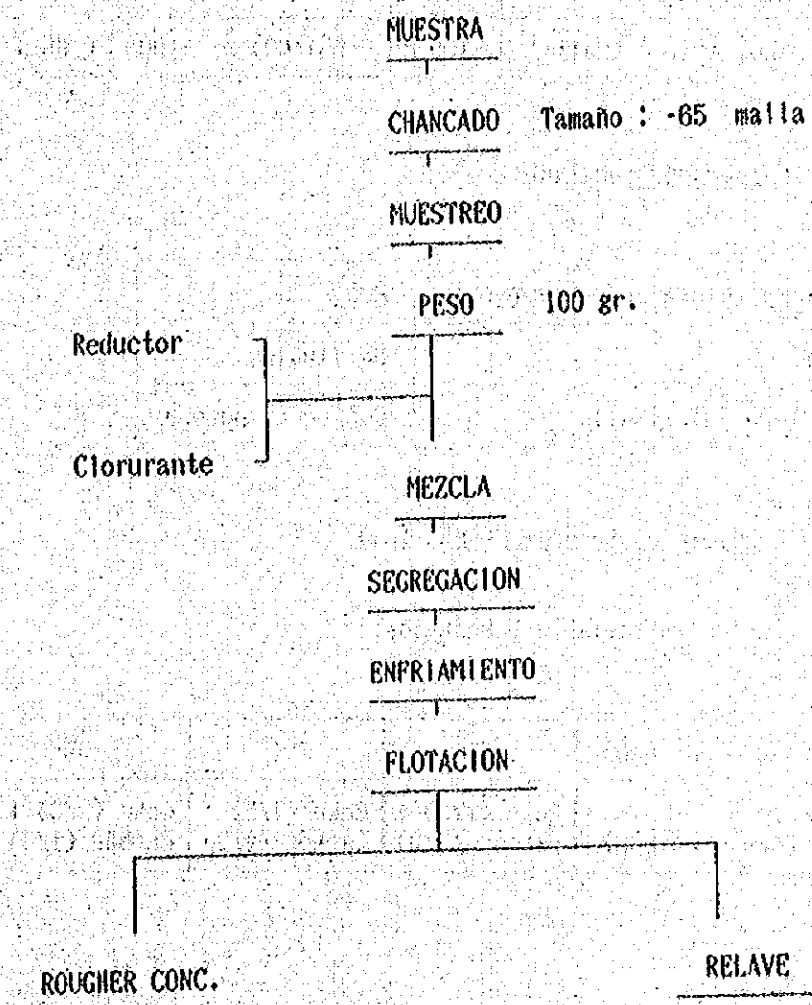 MUESTRA
CHANCADO Tamaño : -65 malla
MUESTREO
PESO 100 gr.
Reductor
Clorurante
MEZCLA
SEGREGACION
ENFRIAMIENTO
FLOTACION
ROUGHER CONC.
RELAVE